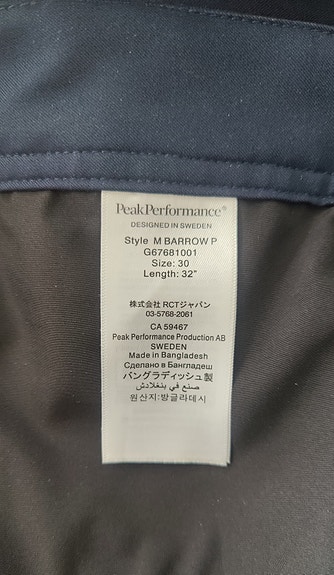 PeakPerformance®
DESIGNED IN SWEDEN
Style M BARROW P
G67681001
Size: 30
Length: 32"
株式会社 RCTジャパン
03-5768-2061
CA 59467
Peak Performance Production AB
SWEDEN
Made in Bangladesh
Сделано в Бангладеш
バングラディッシュ製
صنع في بنغلادش
원산지:방글라데시